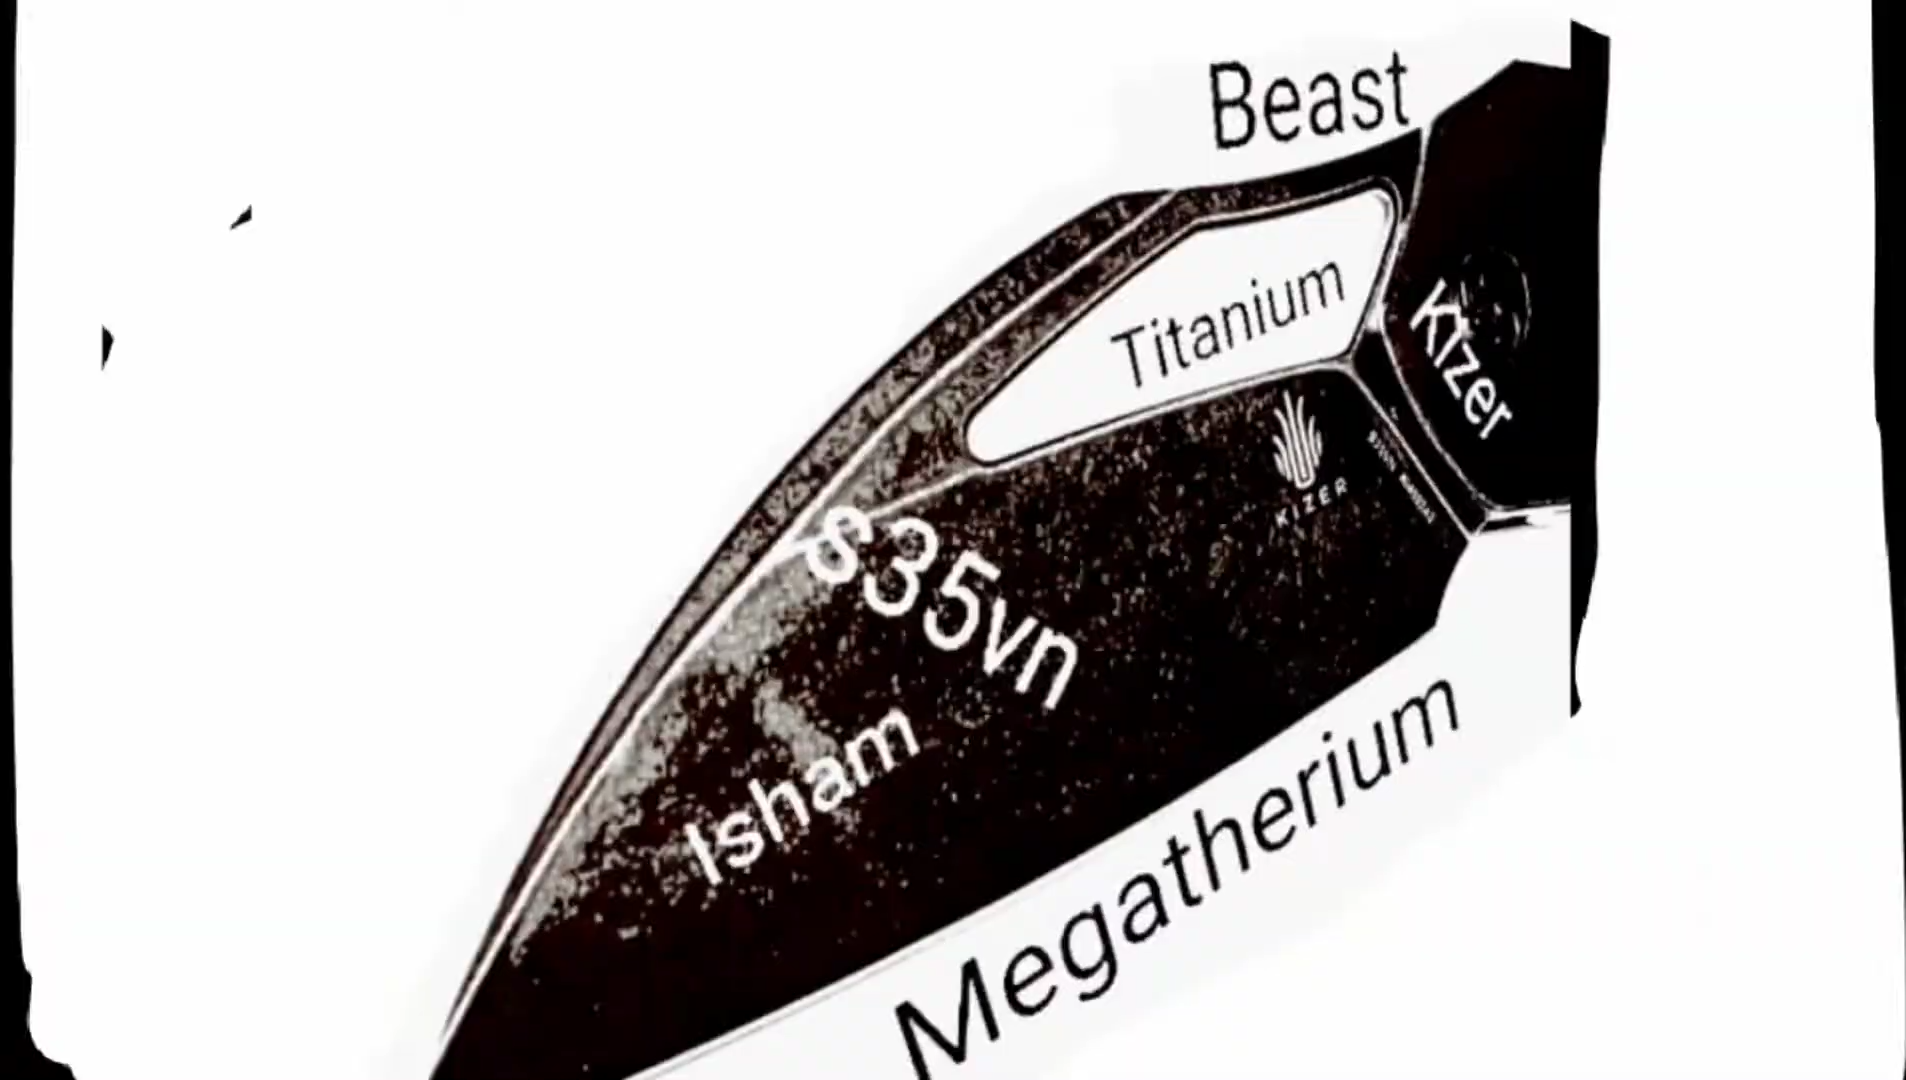 Beast
Titanium
Kizer
KIZER
S35vn
Isham
Megatherium